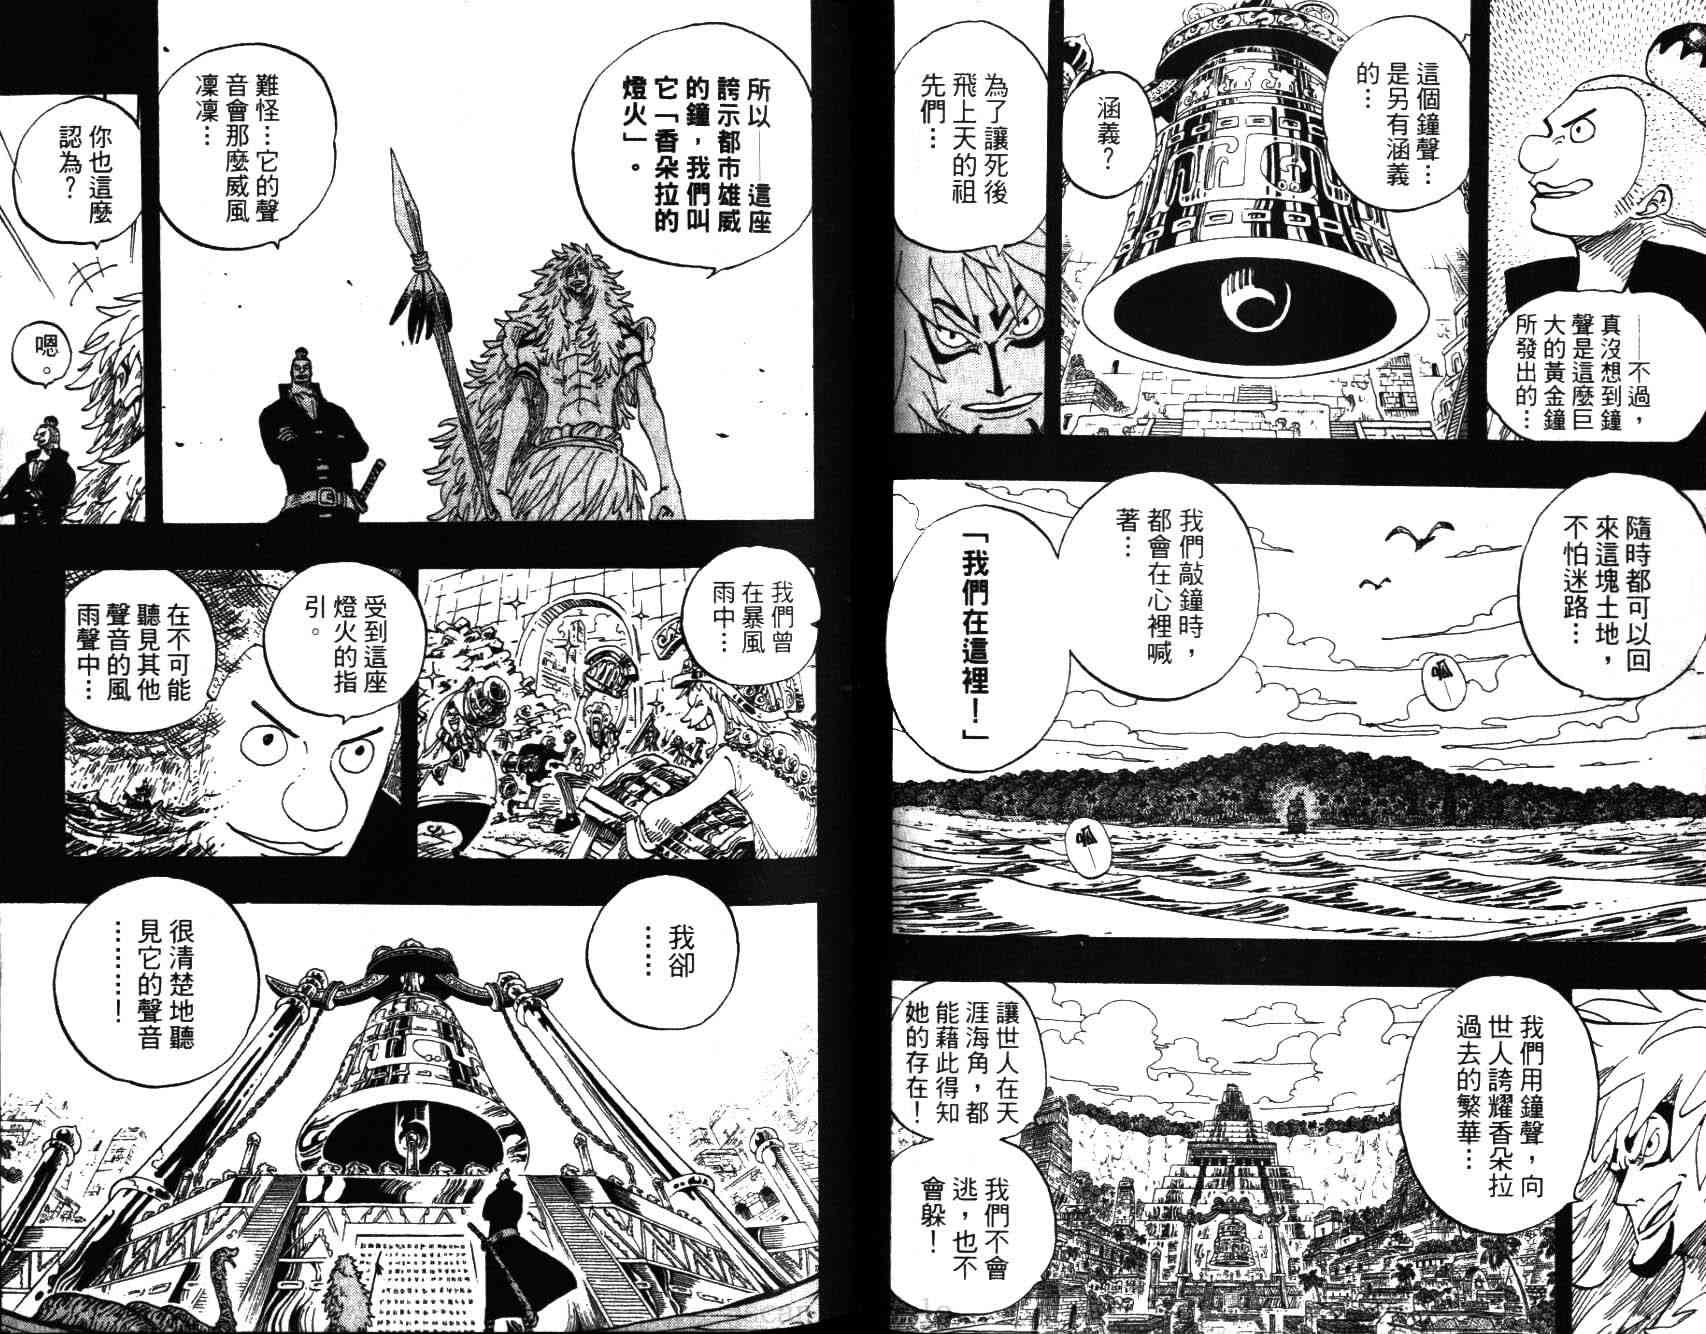 ──不過，
真沒想到鐘
聲是這麼巨
大的黃金鐘
所發出的…
這個鐘聲…
是另有涵義
的…
涵義？
為了讓死後
飛上天的祖
先們…
隨時都可以回
來這塊土地，
不怕迷路…
呱—
呱—
我們敲鐘時，
都會在心裡喊
著…
「我們在這裡！」
我們用鐘聲，向
世人誇耀香朵拉
過去的繁華…
讓世人在天
涯海角，都
能藉此得知
她的存在！
我們不會
逃，也不
會躲！
所以──這座
誇示都市雄威
的鐘，我們叫
它「香朵拉的
燈火」。
難怪…它的聲
音會那麼威風
凜凜…
你也這麼
認為？
嗯。
我們曾
在暴風
雨中…
受到這座
燈火的指
引。
在不可能
聽見其他
聲音的風
雨聲中…
我卻
……
很清楚地聽
見它的聲音
…………！